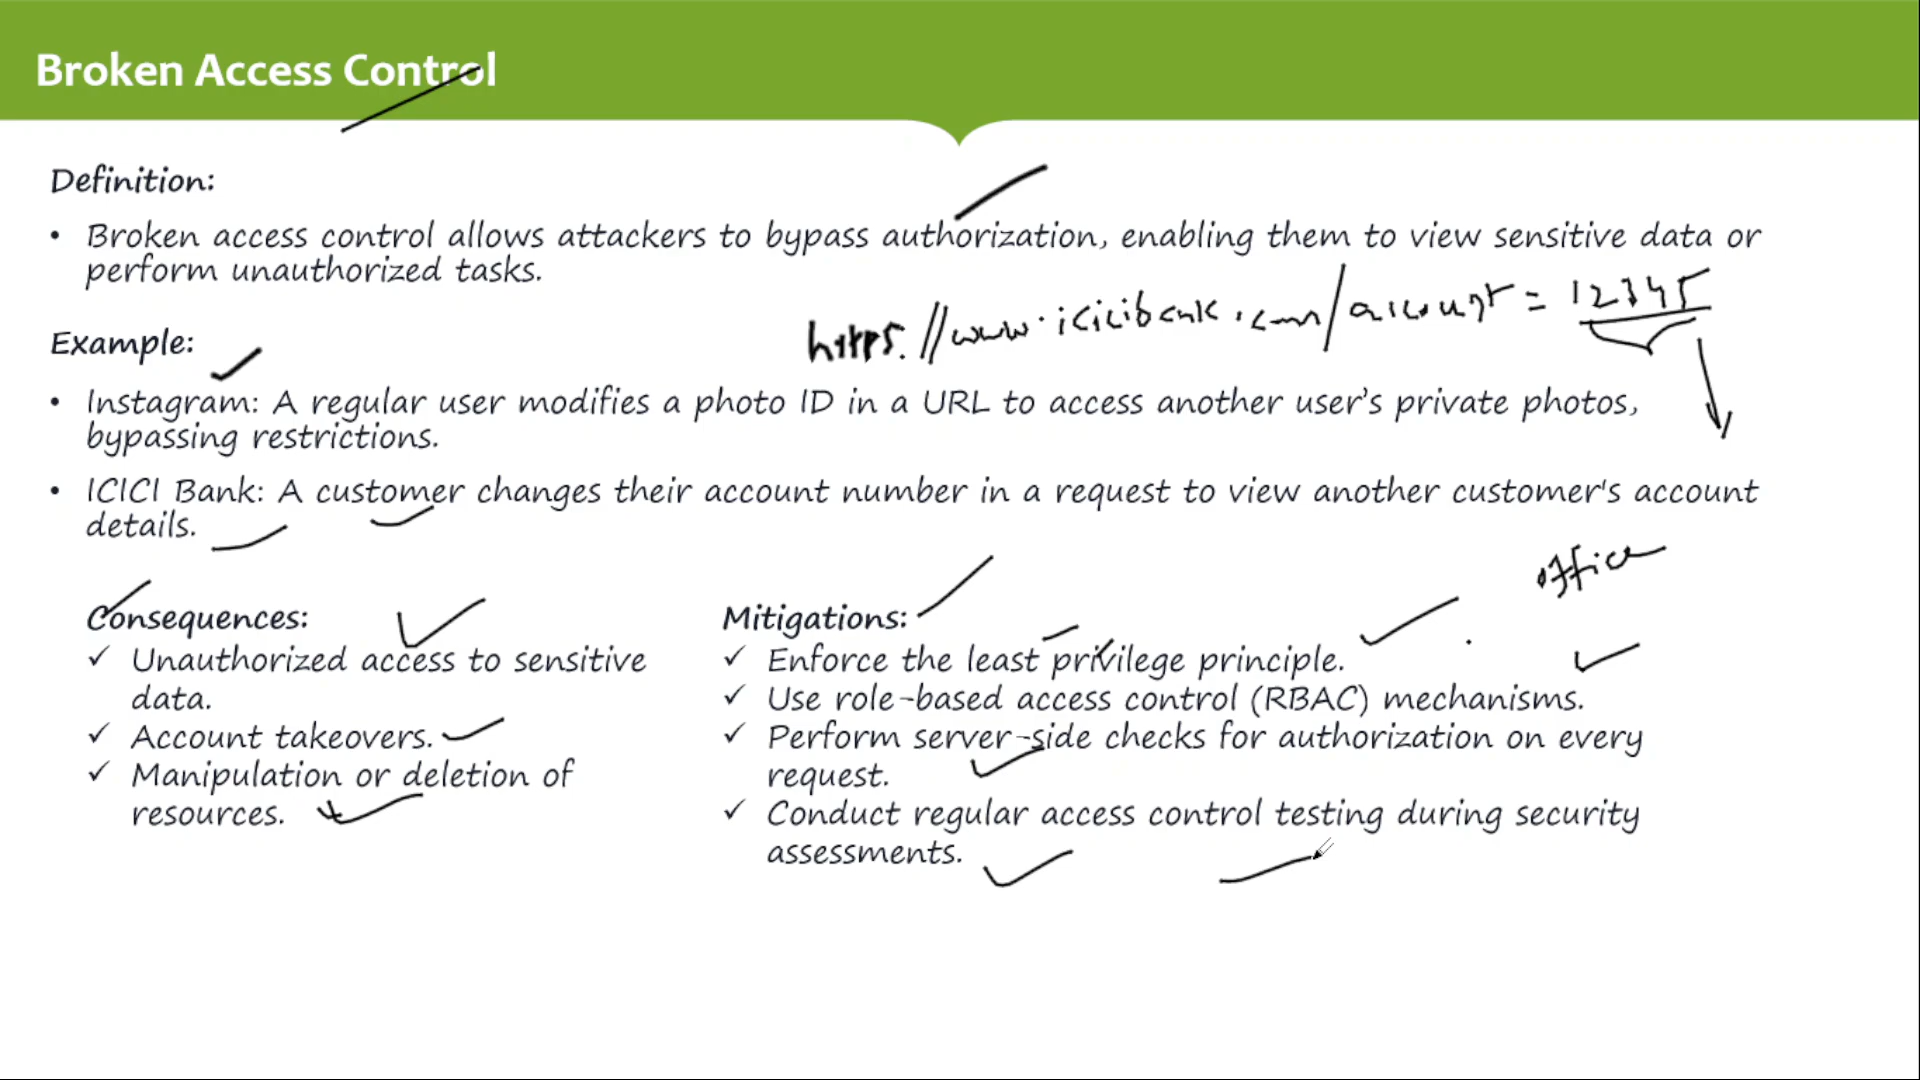 Broken Access Control
Definition:
• Broken access control allows attackers to bypass authorization, enabling them to view sensitive data or
perform unauthorized tasks.
https://www.icicibank.com/account = 12345
Example:
• Instagram: A regular user modifies a photo ID in a URL to access another user's private photos,
bypassing restrictions.
• ICICI Bank: A customer changes their account number in a request to view another customer's account
details.
office
Consequences:
✓ Unauthorized access to sensitive
data.
✓ Account takeovers.
✓ Manipulation or deletion of
resources.
Mitigations:
✓ Enforce the least privilege principle.
✓ Use role-based access control (RBAC) mechanisms.
✓ Perform server-side checks for authorization on every
request.
✓ Conduct regular access control testing during security
assessments.